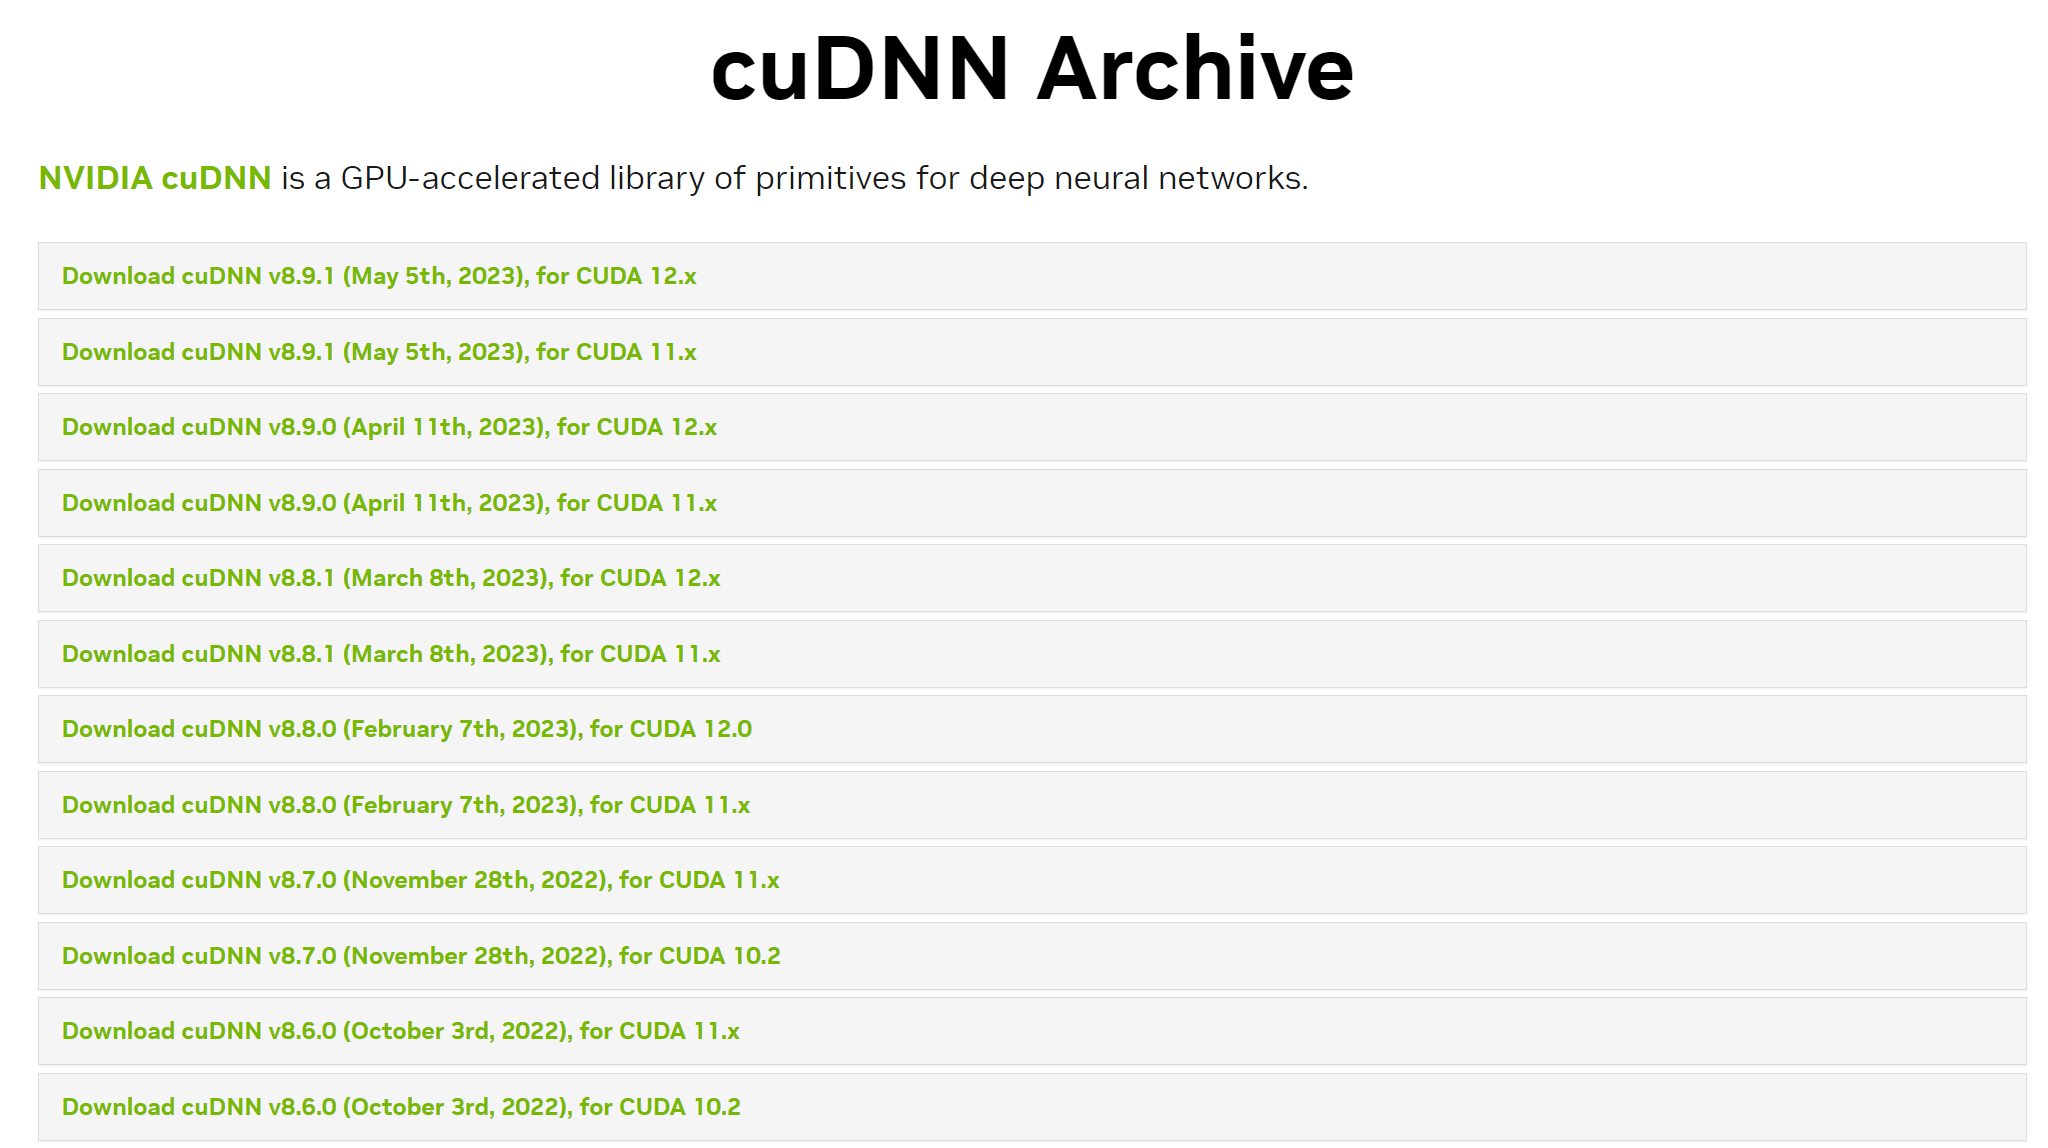 cuDNN Archive
NVIDIA cuDNN is a GPU-accelerated library of primitives for deep neural networks.
Download cuDNN v8.9.1 (May 5th, 2023), for CUDA 12.x
Download cuDNN v8.9.1 (May 5th, 2023), for CUDA 11.x
Download cuDNN v8.9.0 (April 11th, 2023), for CUDA 12.x
Download cuDNN v8.9.0 (April 11th, 2023), for CUDA 11.x
Download cuDNN v8.8.1 (March 8th, 2023), for CUDA 12.x
Download cuDNN v8.8.1 (March 8th, 2023), for CUDA 11.x
Download cuDNN v8.8.0 (February 7th, 2023), for CUDA 12.0
Download cuDNN v8.8.0 (February 7th, 2023), for CUDA 11.x
Download cuDNN v8.7.0 (November 28th, 2022), for CUDA 11.x
Download cuDNN v8.7.0 (November 28th, 2022), for CUDA 10.2
Download cuDNN v8.6.0 (October 3rd, 2022), for CUDA 11.x
Download cuDNN v8.6.0 (October 3rd, 2022), for CUDA 10.2